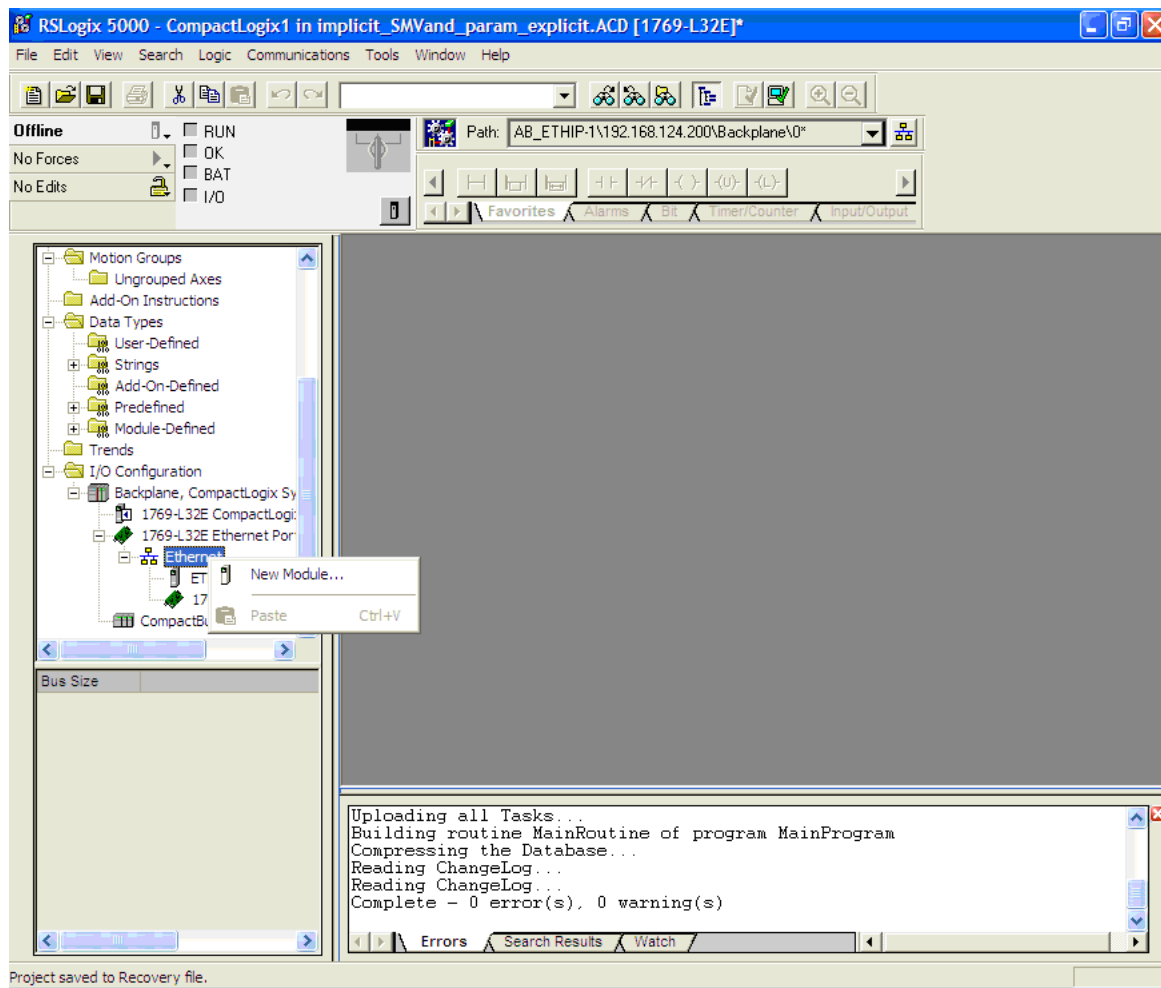 RSLogix 5000 - CompactLogix1 in implicit_SMVand_param_explicit.ACD [1769-L32E]*
File Edit View Search Logic Communications Tools Window Help
Offline
RUN
Path: AB_ETHIP-1\192.168.124.200\Backplane\0*
No Forces
OK
BAT
No Edits
I/O
Favorites Alarms Bit Timer/Counter Input/Output
Motion Groups
Ungrouped Axes
Add-On Instructions
Data Types
User-Defined
Strings
Add-On-Defined
Predefined
Module-Defined
Trends
I/O Configuration
Backplane, CompactLogix Sy
1769-L32E CompactLogi
1769-L32E Ethernet Por
Ethernet
ET
New Module...
17
Paste Ctrl+V
CompactBu
Bus Size
Uploading all Tasks...
Building routine MainRoutine of program MainProgram
Compressing the Database...
Reading ChangeLog...
Reading ChangeLog...
Complete - 0 error(s), 0 warning(s)
Errors Search Results Watch
Project saved to Recovery file.